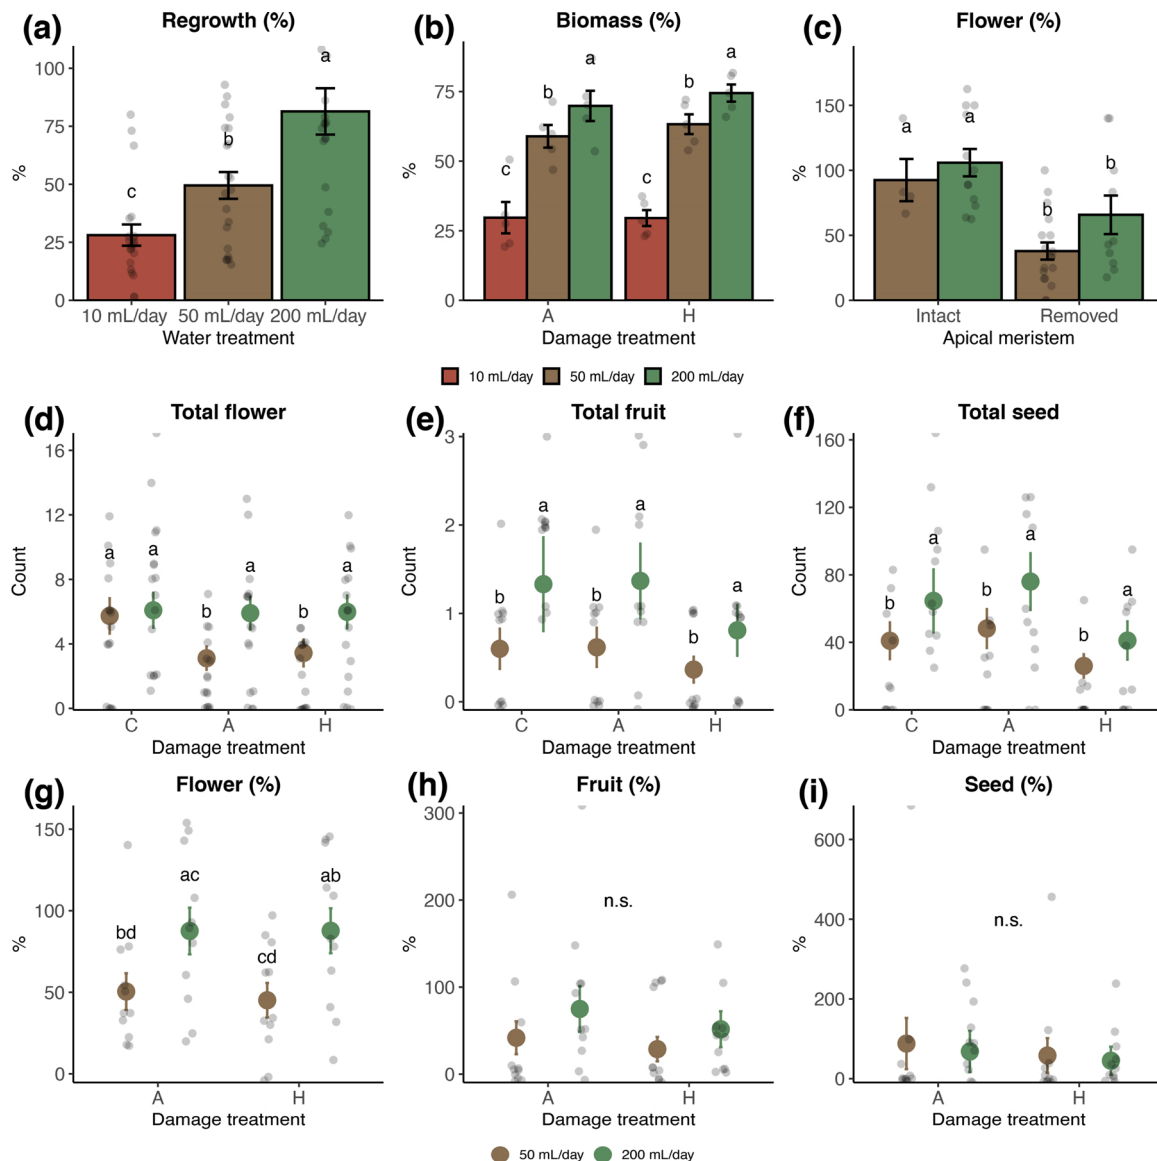 (a) Regrowth (%)
100
75
50
25
0
%
c
b
a
10 mL/day 50 mL/day 200 mL/day
Water treatment
(b) Biomass (%)
75
50
25
0
%
c
b
a
c
b
a
A H
Damage treatment
(c) Flower (%)
150
100
50
0
%
a
a
b
b
Intact Removed
Apical meristem
10 mL/day 50 mL/day 200 mL/day
(d) Total flower
16
12
8
4
0
Count
a
a
b
a
b
a
C A H
Damage treatment
(e) Total fruit
3
2
1
0
Count
b
a
b
a
b
a
C A H
Damage treatment
(f) Total seed
160
120
80
40
0
Count
b
a
b
a
b
a
C A H
Damage treatment
(g) Flower (%)
150
100
50
0
%
bd
ac
cd
ab
A H
Damage treatment
(h) Fruit (%)
300
200
100
0
%
n.s.
A H
Damage treatment
(i) Seed (%)
600
400
200
0
%
n.s.
A H
Damage treatment
50 mL/day 200 mL/day